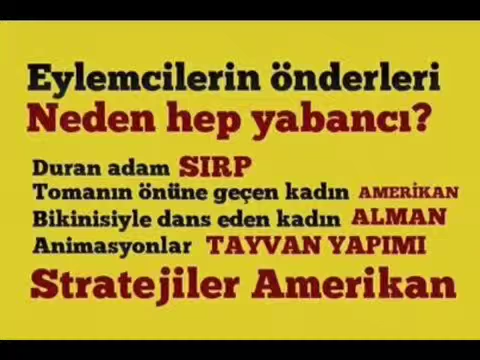 Eylemcilerin önderleri
Neden hep yabancı?
Duran adam SIRP
Tomanın önüne geçen kadın AMERİKAN
Bikinisiyle dans eden kadın ALMAN
Animasyonlar TAYVAN YAPIMI
Stratejiler Amerikan